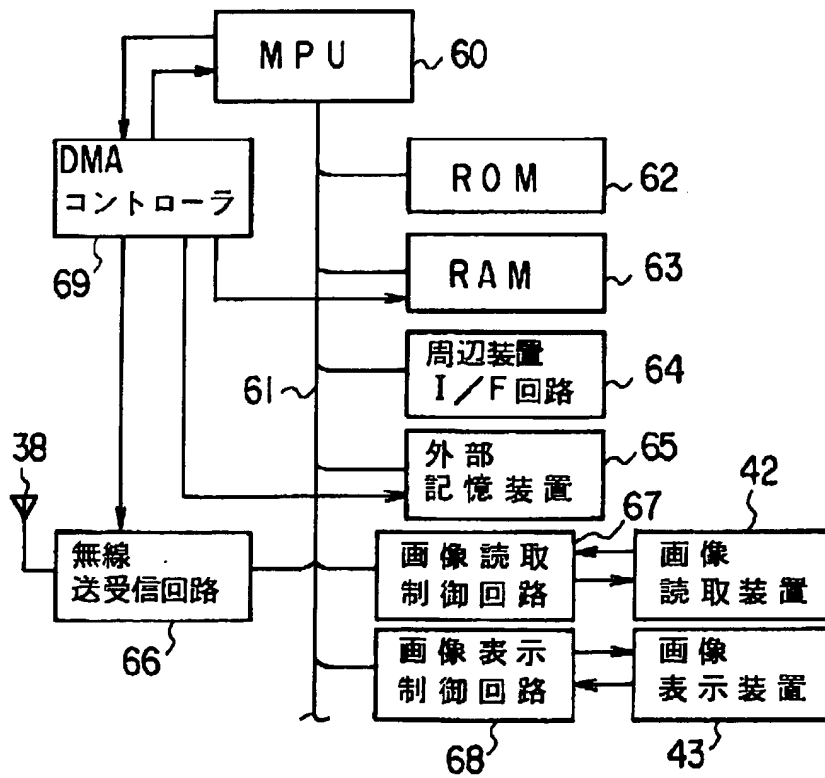 MPU
60
DMA
コントローラ
69
ROM
62
RAM
63
61
周辺装置
I/F回路
64
外部
記憶装置
65
38
無線
送受信回路
66
画像読取
制御回路
67
画像
読取装置
42
画像表示
制御回路
68
画像
表示装置
43